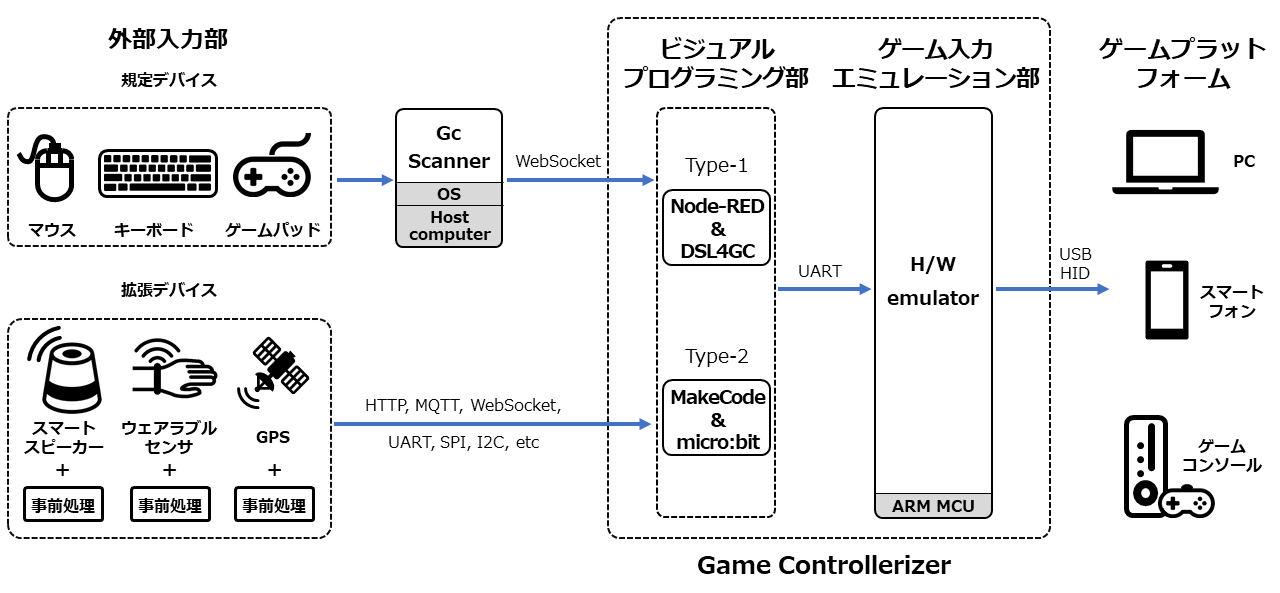 外部入力部
規定デバイス
マウス
キーボード
ゲームパッド
拡張デバイス
スマート
スピーカー
+
事前処理
ウェアラブル
センサ
+
事前処理
GPS
+
事前処理
Gc
Scanner
OS
Host
computer
WebSocket
HTTP, MQTT, WebSocket,
UART, SPI, I2C, etc
ビジュアル
プログラミング部
Type-1
Node-RED
&
DSL4GC
Type-2
MakeCode
&
micro:bit
UART
ゲーム入力
エミュレーション部
H/W
emulator
ARM MCU
Game Controllerizer
USB
HID
ゲームプラット
フォーム
PC
スマート
フォン
ゲーム
コンソール